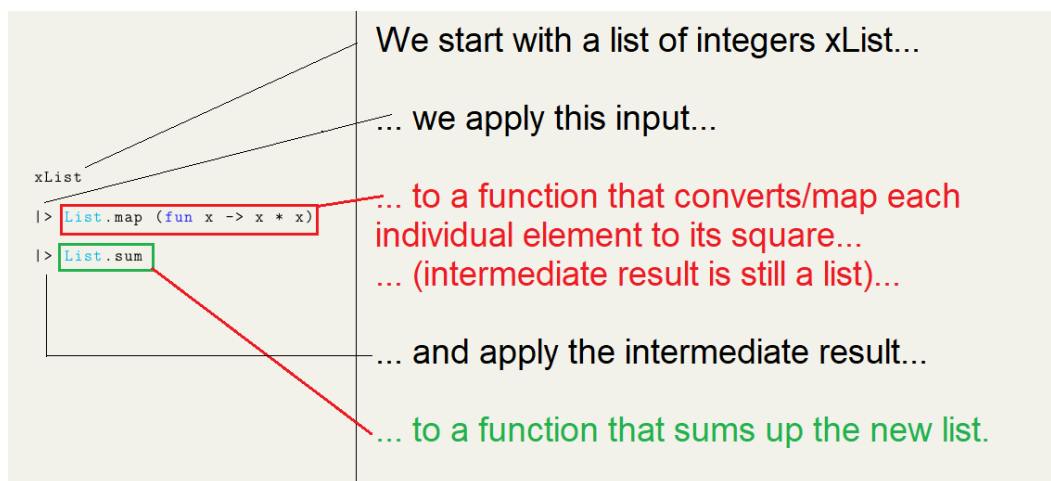 We start with a list of integers xList...
... we apply this input...
xList
|> List.map (fun x -> x * x)
|> List.sum
... to a function that converts/map each
individual element to its square...
... (intermediate result is still a list)...
... and apply the intermediate result...
... to a function that sums up the new list.